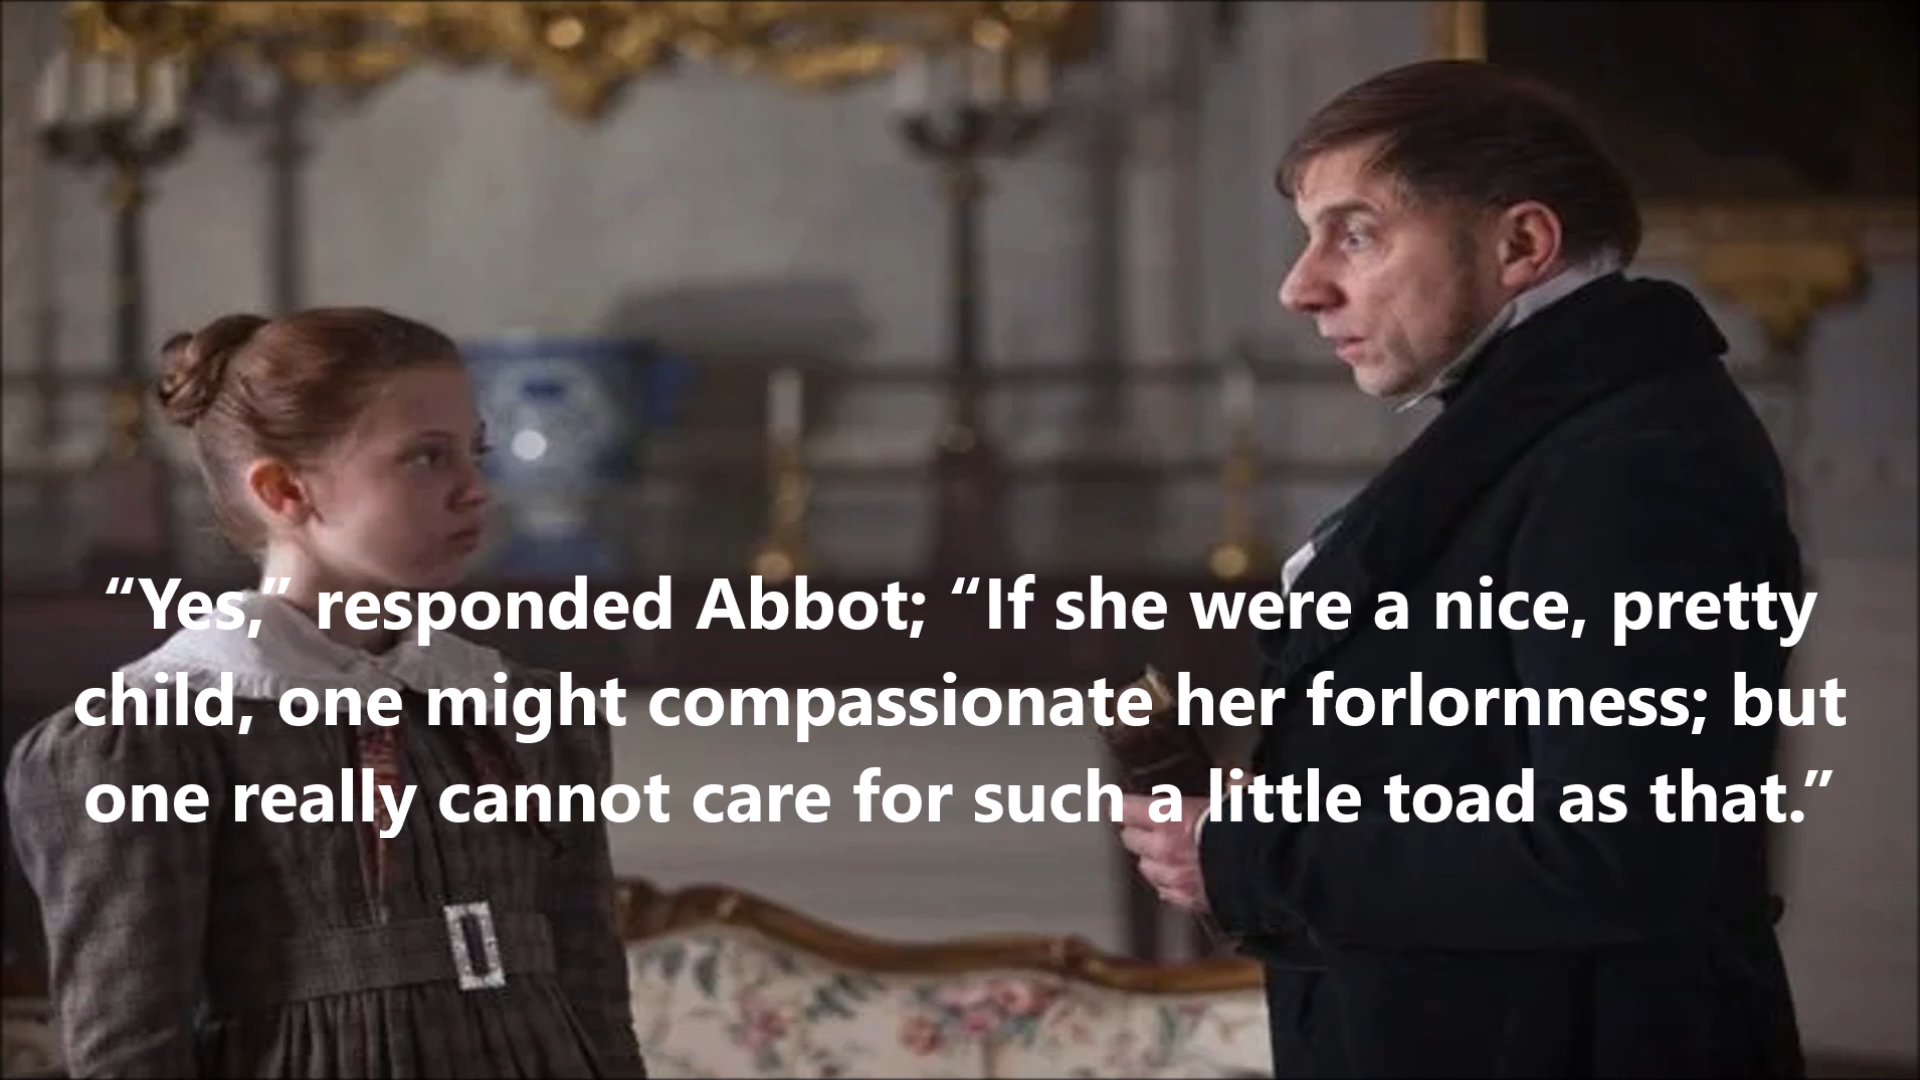 “Yes,” responded Abbot; “If she were a nice, pretty
child, one might compassionate her forlornness; but
one really cannot care for such a little toad as that.”